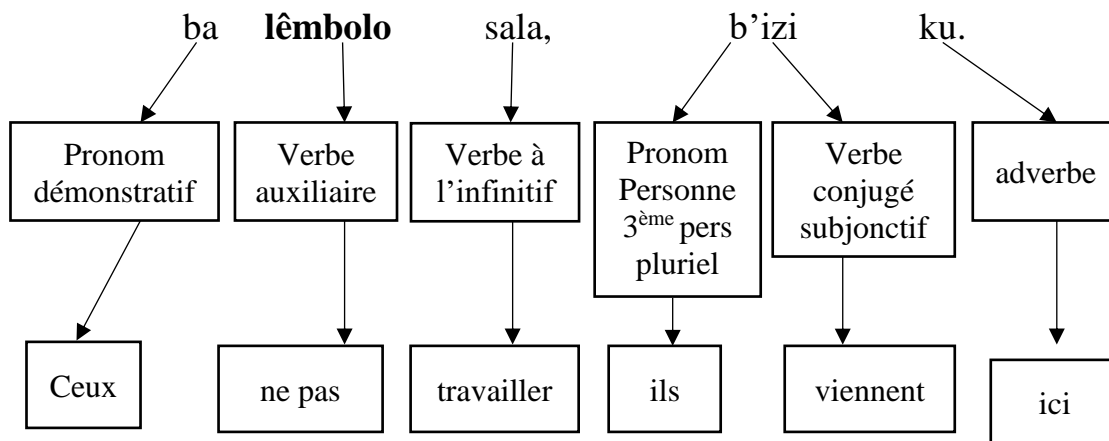 ba lêmbolo sala, b’izi ku.
Pronom
démonstratif
Verbe
auxiliaire
Verbe à
l’infinitif
Pronom
Personne
3ème pers
pluriel
Verbe
conjugé
subjonctif
adverbe
Ceux
ne pas
travailler
ils
viennent
ici